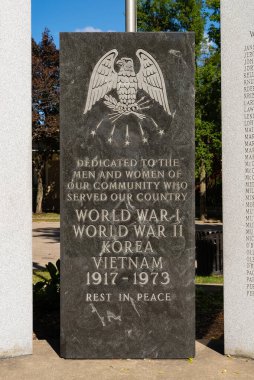 DEDICATED TO THE
MEN AND WOMEN OF
OUR COMMUNITY WHO
SERVED OUR COUNTRY
WORLD WAR I
WORLD WAR II
KOREA
VIETNAM
1917-1973
REST IN PEACE